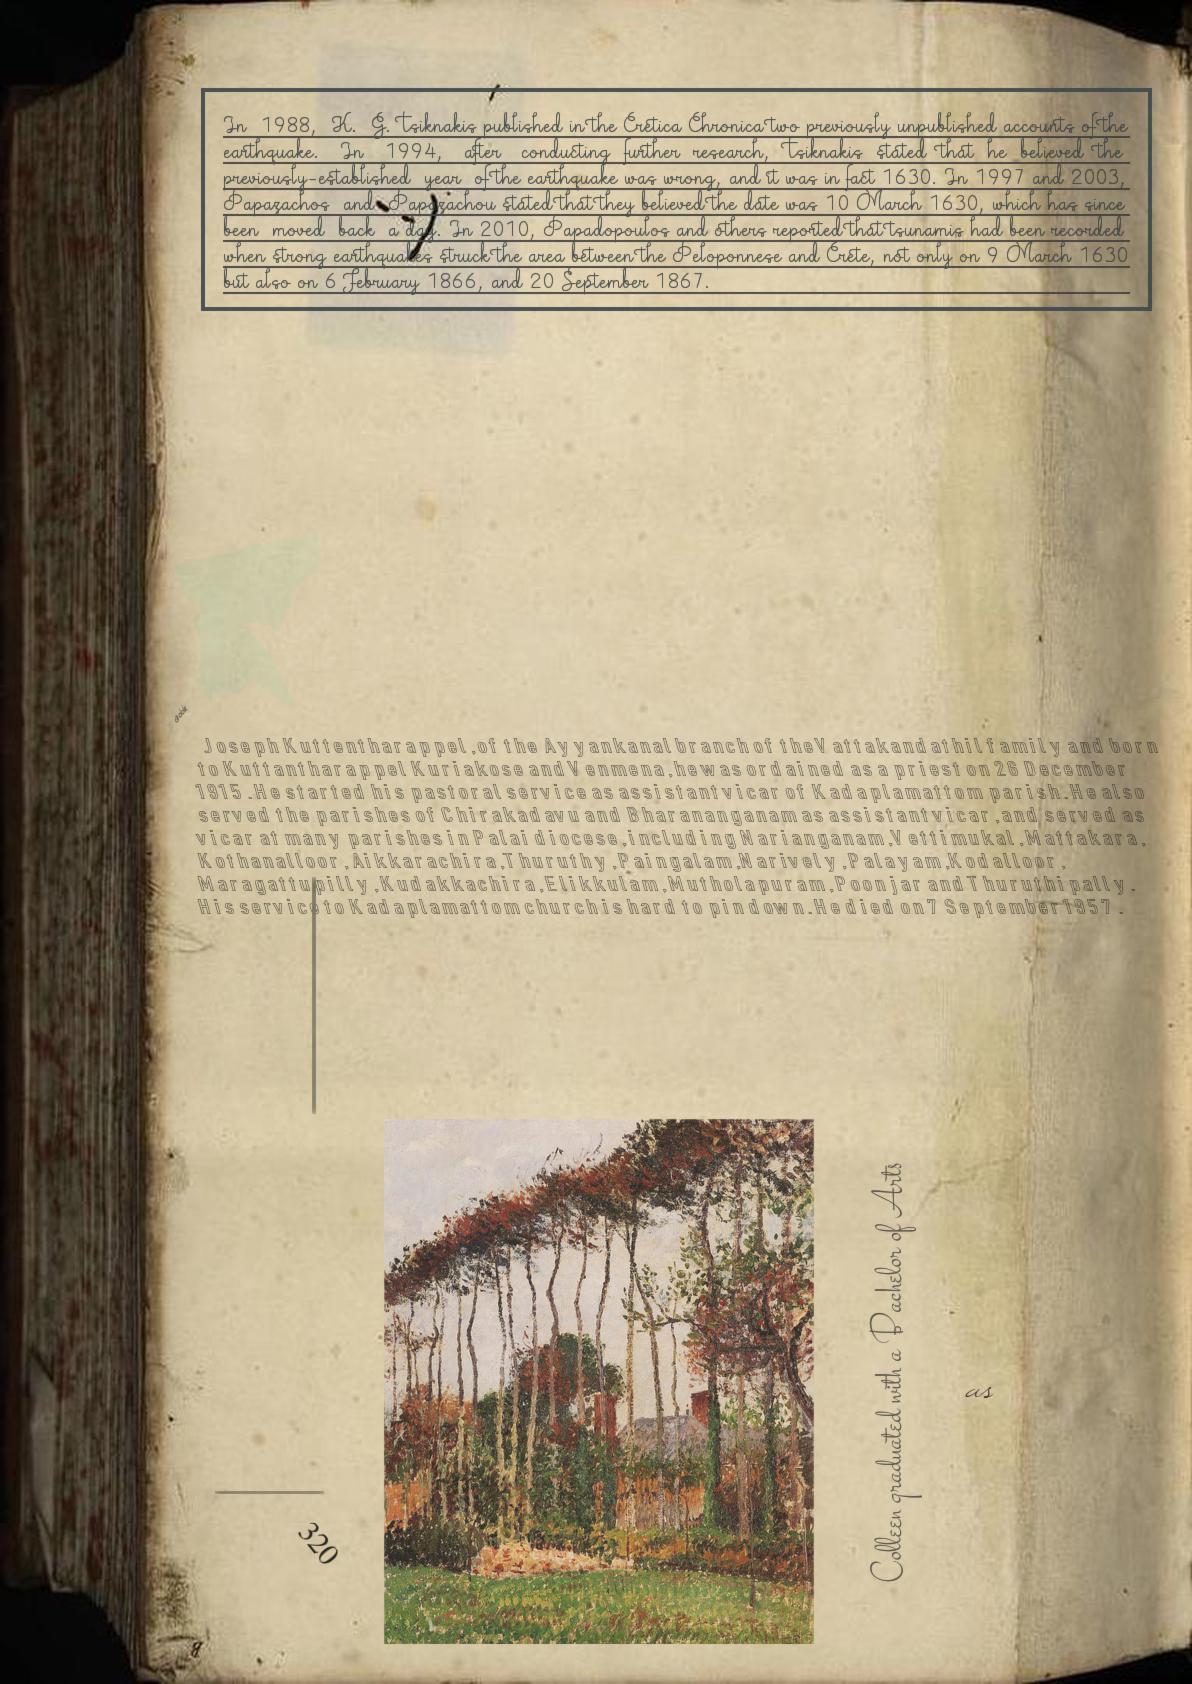 In 1988, K. G. Tsiknakis published in the Cretica Chronica two previously unpublished accounts of the
earthquake. In 1994, after conducting further research, Tsiknakis stated that he believed the
previously-established year of the earthquake was wrong, and it was in fact 1630. In 1997 and 2003,
Papazachos and Papazachou stated that they believed the date was 10 March 1630, which has since
been moved back a day. In 2010, Papadopoulos and others reported that tsunamis had been recorded
when strong earthquakes struck the area between the Peloponnese and Crete, not only on 9 March 1630
but also on 6 February 1866, and 20 September 1867.
Joseph Kuttentharappel, of the Ayyankanal branch of the Vattakandathil family and born
to Kuttantharappel Kuriakose and Venmena, he was ordained as a priest on 26 December
1915. He started his pastoral service as assistant vicar of Kadaplamattom parish. He also
served the parishes of Chirakadavu and Bharananganam as assistant vicar, and served as
vicar at many parishes in Palai diocese, including Narianganam, Vettimukal, Mattakara,
Kothanalloor, Aikkarachira, Thuruthy, Paingalam, Narively, Palayam, Kodalloor,
Maragattupilly, Kudakkachira, Elikkulam, Mutholapuram, Poonjar and Thuruthipally.
His service to Kadaplamattom church is hard to pin down. He died on 7 September 1957.
Colleen graduated with a Bachelor of Arts
as
320
8